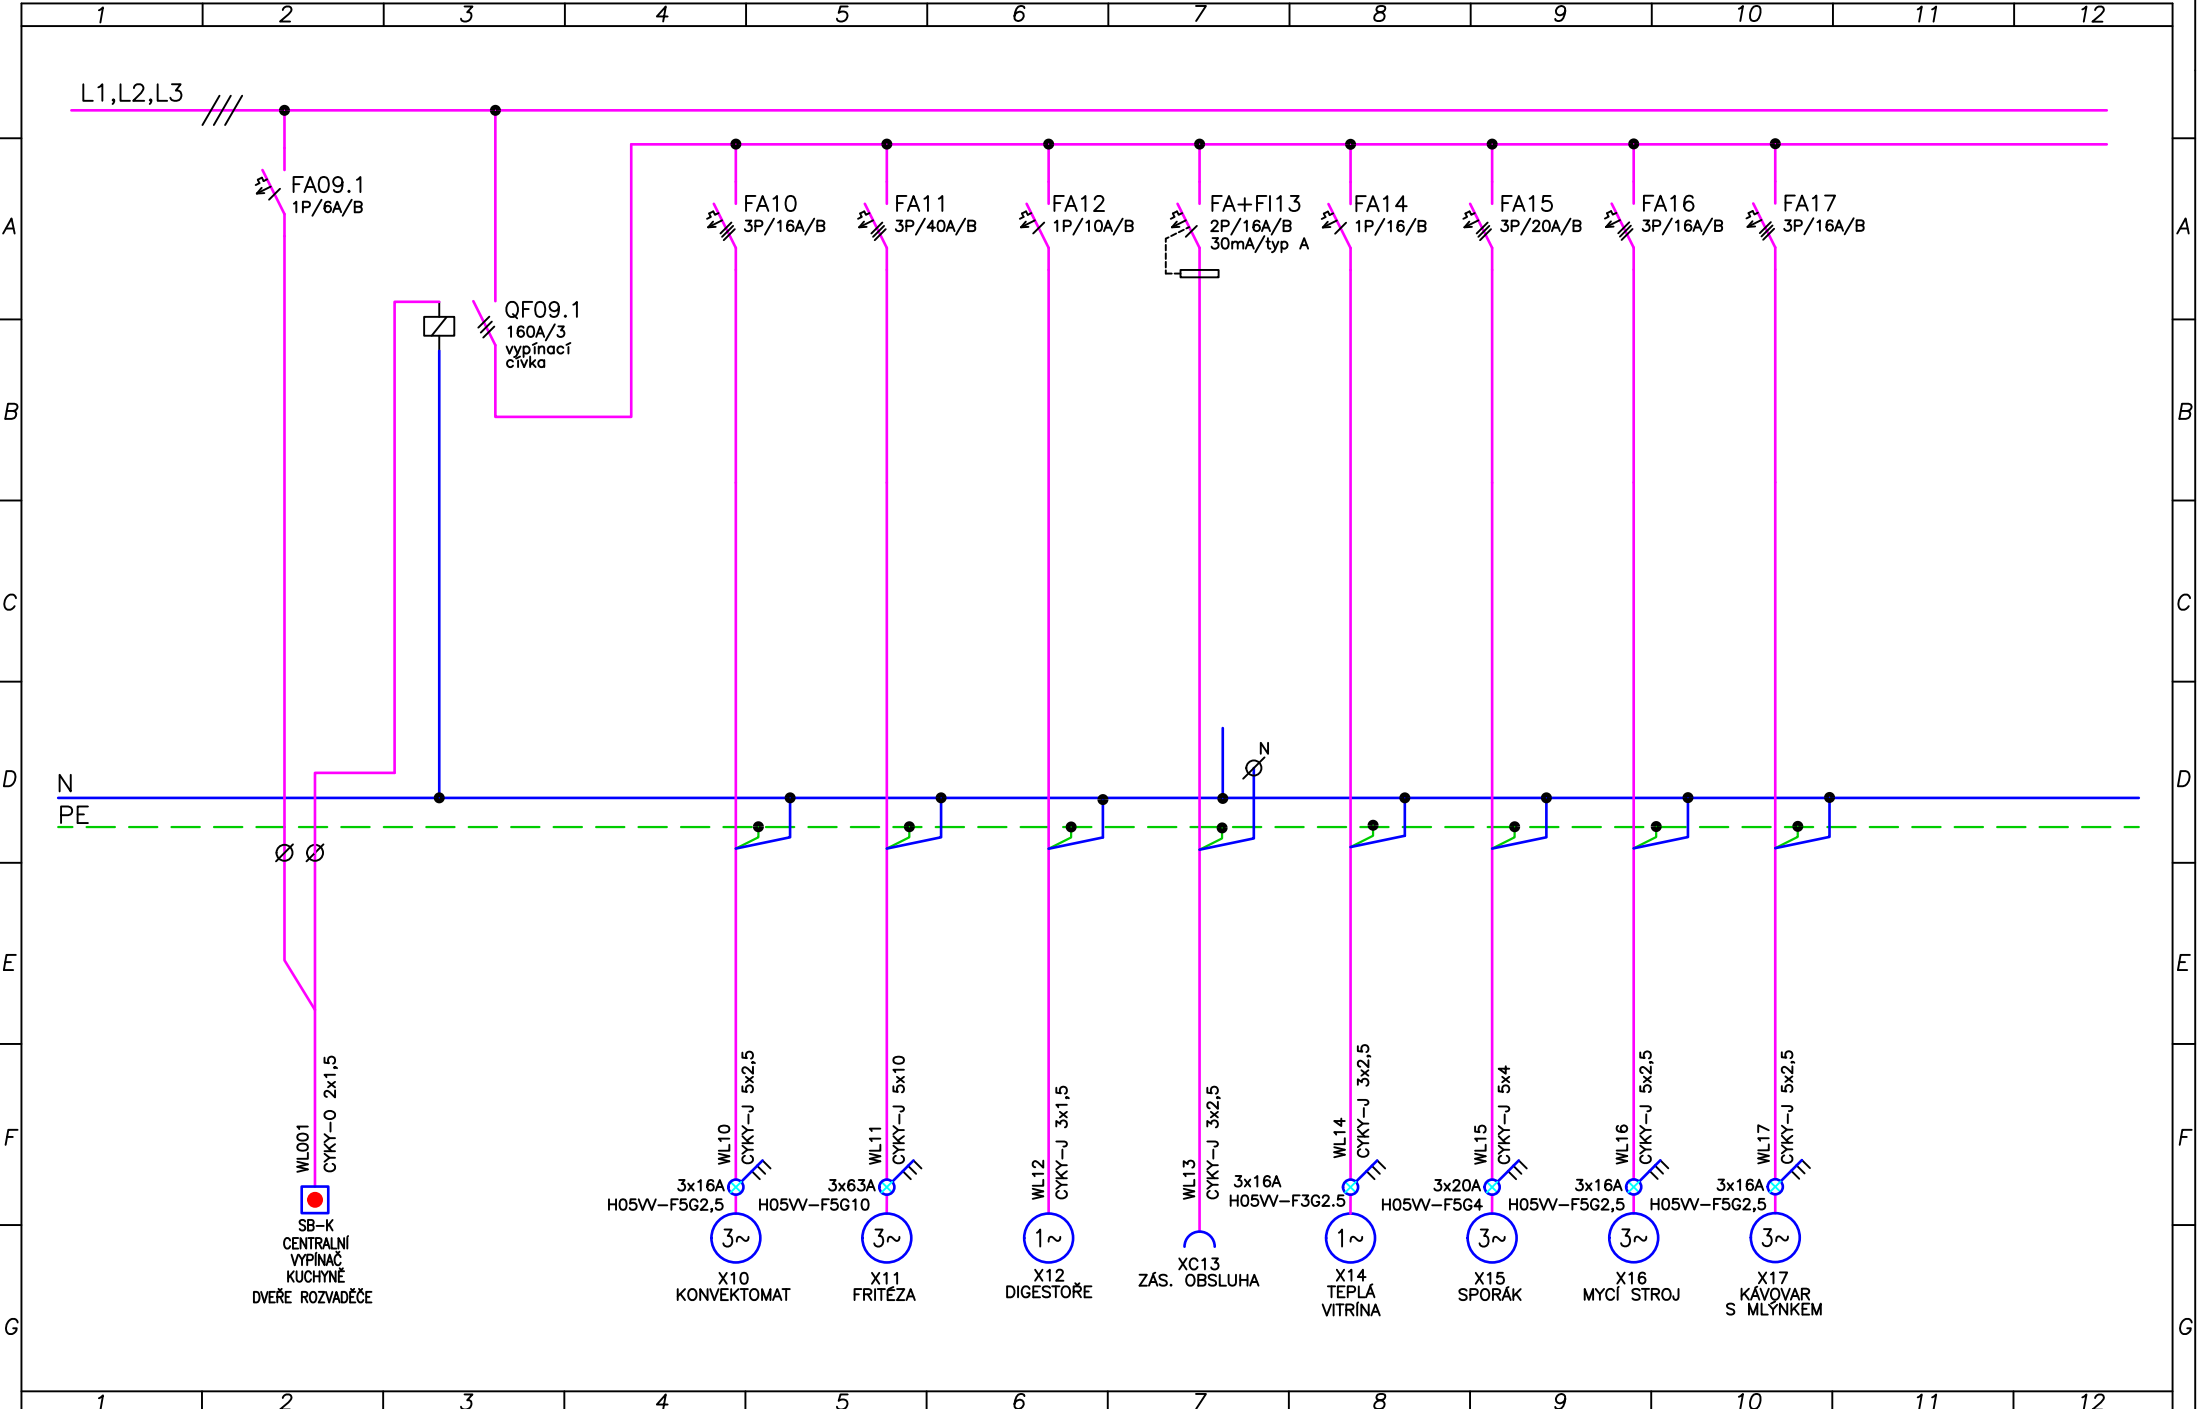 1 2 3 4 5 6 7 8 9 10 11 12
L1,L2,L3
A A
FA09.1
1P/6A/B
FA10
3P/16A/B
FA11
3P/40A/B
FA12
1P/10A/B
FA+FI13
2P/16A/B
30mA/typ A
FA14
1P/16/B
FA15
3P/20A/B
FA16
3P/16A/B
FA17
3P/16A/B
QF09.1
160A/3
vypínací
cívka
B B
C C
D D
N
N
PE
E E
F F
WL001
CYKY-O 2x1,5
WL10
CYKY-J 5x2,5
WL11
CYKY-J 5x10
WL12
CYKY-J 3x1,5
WL13
CYKY-J 3x2,5
WL14
CYKY-J 3x2,5
WL15
CYKY-J 5x4
WL16
CYKY-J 5x2,5
WL17
CYKY-J 5x2,5
3x16A
H05VV-F5G2,5
3x63A
H05VV-F5G10
3x16A
H05VV-F3G2.5
3x20A
H05VV-F5G4
3x16A
H05VV-F5G2,5
3x16A
H05VV-F5G2,5
3~ 3~ 1~ 1~ 3~ 3~ 3~
SB-K
CENTRALNÍ
VYPÍNAČ
KUCHYNĚ
DVEŘE ROZVADĚČE
X10
KONVEKTOMAT
X11
FRITÉZA
X12
DIGESTOŘE
XC13
ZÁS. OBSLUHA
X14
TEPLÁ
VITRÍNA
X15
SPORÁK
X16
MYCÍ STROJ
X17
KÁVOVAR
S MLÝNKEM
G G
1 2 3 4 5 6 7 8 9 10 11 12